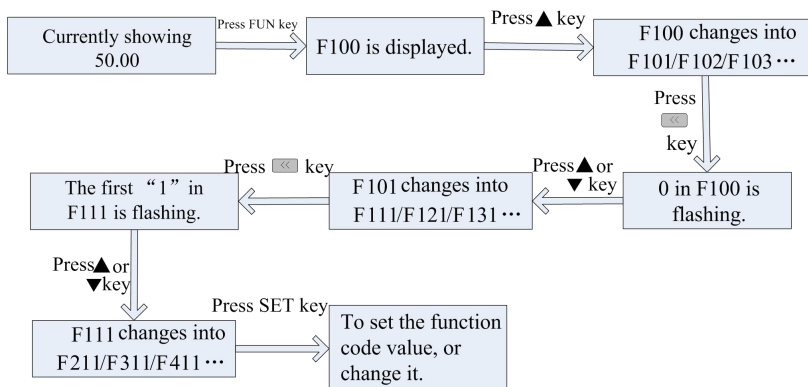 Currently showing
50.00
Press FUN key
F100 is displayed.
Press▲key
F100 changes into
F101/F102/F103⋯
Press
<<
key
0 in F100 is
flashing.
Press▲or
▼ key
F101 changes into
F111/F121/F131⋯
Press << key
The first “1” in
F111 is flashing.
Press▲or
▼key
F111 changes into
F211/F311/F411⋯
Press SET key
To set the function
code value, or
change it.